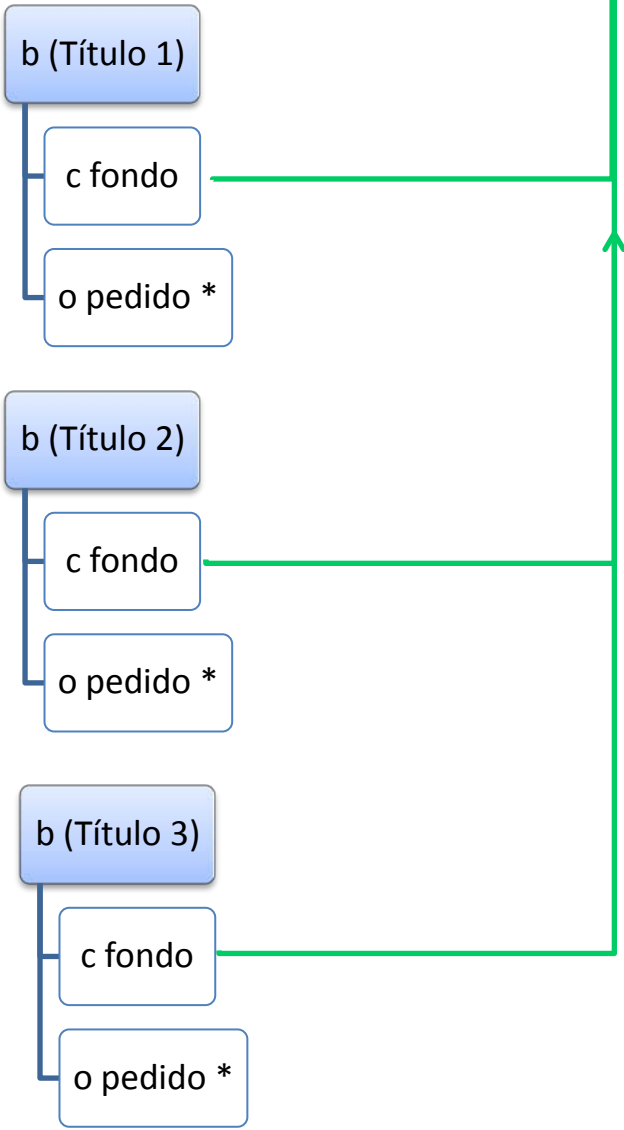 b (Título 1)
c fondo
o pedido *
b (Título 2)
c fondo
o pedido *
b (Título 3)
c fondo
o pedido *